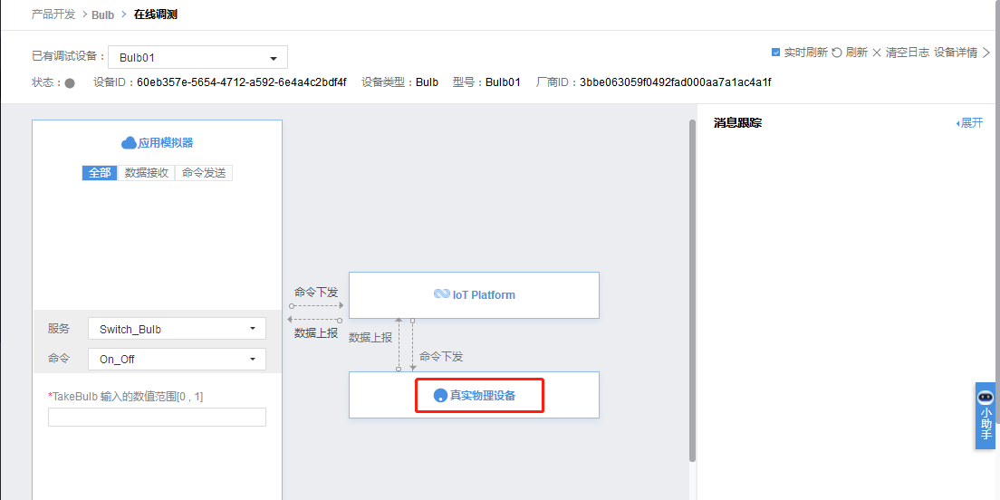 产品开发 > Bulb > 在线调测
已有调试设备： Bulb01
实时刷新 刷新 清空日志 设备详情
状态： 设备ID：60eb357e-5654-4712-a592-6e4a4c2bdf4f 设备类型：Bulb 型号：Bulb01 厂商ID：3bbe063059f0492fad000aa7a1ac4a1f
应用模拟器
全部 数据接收 命令发送
服务 Switch_Bulb
命令 On_Off
*TakeBulb 输入的数值范围[0 , 1]
命令下发
数据上报
IoT Platform
数据上报
命令下发
真实物理设备
消息跟踪
展开
小助手